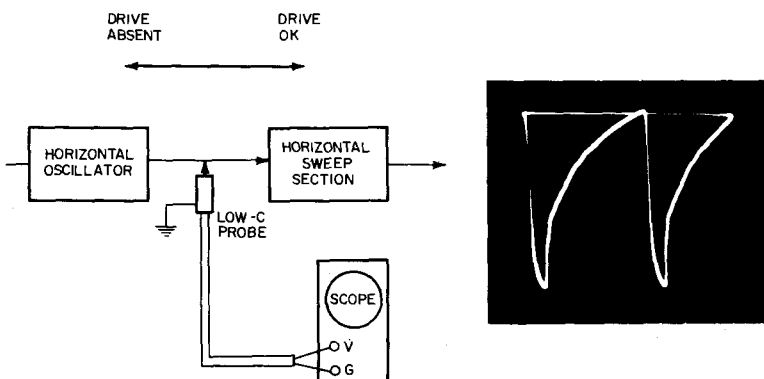 DRIVE
ABSENT
DRIVE
OK
HORIZONTAL
OSCILLATOR
HORIZONTAL
SWEEP
SECTION
LOW-C
PROBE
SCOPE
V
G